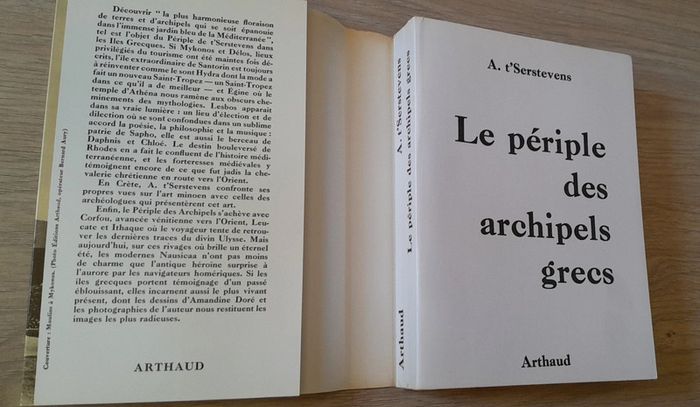 Découvrir "la plus harmonieuse floraison
de terres et d'archipels qui se soit épanouie
dans l'immense jardin bleu de la Méditerranée",
tel est l'objet du Périple de t'Serstevens dans
les Iles Grecques. Si Mykonos et Délos, lieux
privilégiés du tourisme ont été maintes fois dé-
crits, l'île extraordinaire de Santorin est toujours
à réinventer comme le sont Hydra dont la mode a
fait un nouveau Saint-Tropez — un Saint-Tropez
dans ce qu'il a de meilleur — et Egine où le
temple d'Athéna nous ramène aux obscurs che-
minements des mythologies. Lesbos apparaît
dans sa vraie lumière : un lieu d'élection et de
dilection où se sont confondues dans un sublime
accord la poésie, la philosophie et la musique :
patrie de Sapho, elle est aussi le berceau de
Daphnis et Chloé. Le destin bouleversé de
Rhodes en a fait le confluent de l'histoire médi-
terranéenne, et les forteresses médiévales y
témoignent encore de ce que fut jadis la che-
valerie chrétienne en route vers l'Orient.
En Crète, A. t'Serstevens confronte ses
propres vues sur l'art minoen avec celles des
archéologues qui présentèrent cet art.
Enfin, le Périple des Archipels s'achève avec
Corfou, avancée vénitienne vers l'Orient, Leu-
cate et Ithaque où le voyageur tente de retrou-
ver les dernières traces du divin Ulysse. Mais
aujourd'hui, sur ces rivages où brille un éternel
été, les modernes Nausicaa n'ont pas moins
de charme que l'antique héroïne surprise à
l'aurore par les navigateurs homériques. Si les
îles grecques portent témoignage d'un passé
éblouissant, elles incarnent aussi le plus vivant
présent, dont les dessins d'Amandine Doré et
les photographies de l'auteur nous restituent les
images les plus radieuses.
ARTHAUD
Couverture : Moulins à Mykonos. (Photo Editions Arthaud, opérateur Bernard Aury)
A. t'Serstevens
Le périple des archipels grecs
Arthaud
A. t'Serstevens
Le périple
des
archipels
grecs
Arthaud